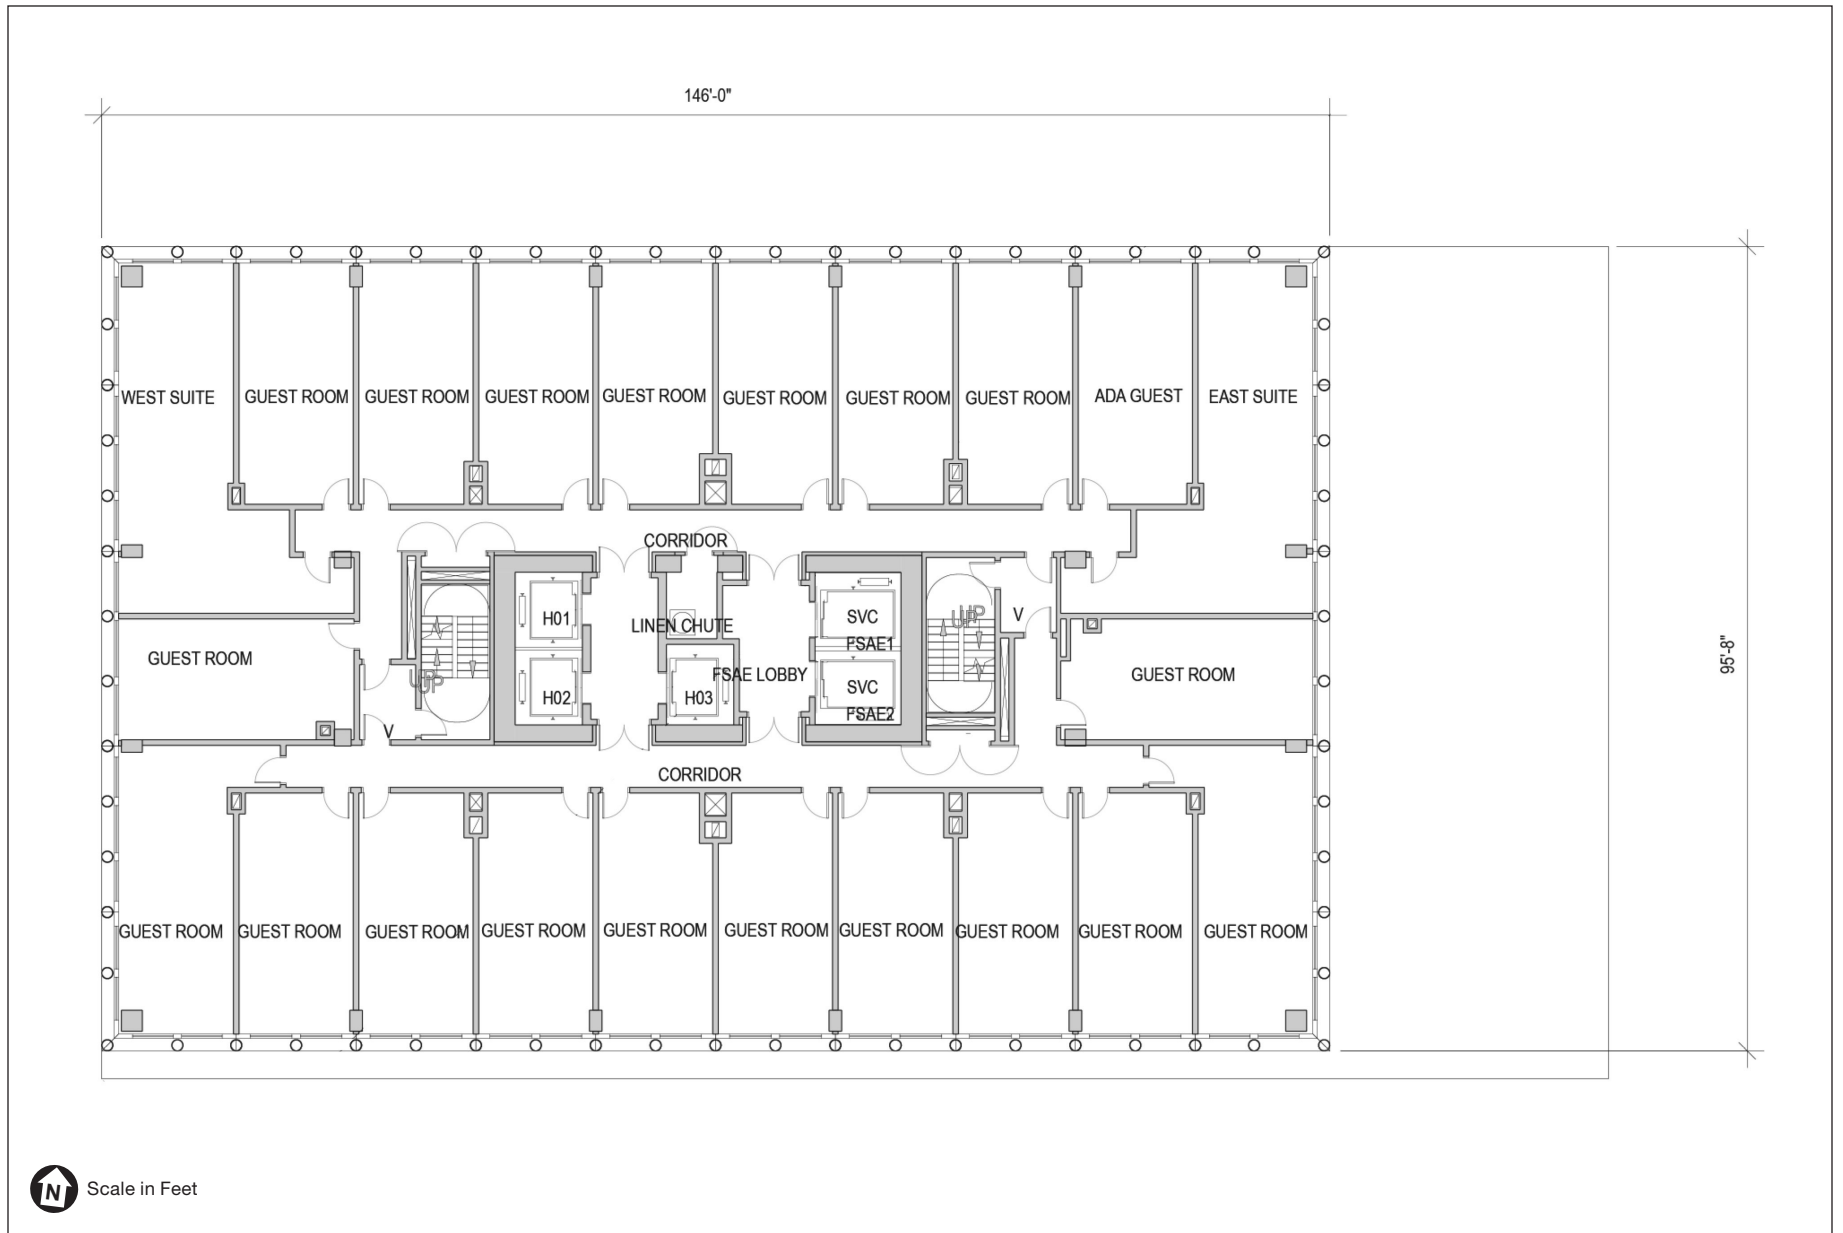 146'-0"
WEST SUITE
GUEST ROOM
GUEST ROOM
GUEST ROOM
GUEST ROOM
GUEST ROOM
GUEST ROOM
GUEST ROOM
ADA GUEST
EAST SUITE
CORRIDOR
H01
LINEN CHUTE
SVC
FSAE1
UP
UP
V
GUEST ROOM
95'-8"
UP
UP
H02
H03
FSAE LOBBY
SVC
FSAE2
GUEST ROOM
V
CORRIDOR
GUEST ROOM
GUEST ROOM
GUEST ROOM
GUEST ROOM
GUEST ROOM
GUEST ROOM
GUEST ROOM
GUEST ROOM
GUEST ROOM
GUEST ROOM
N
Scale in Feet